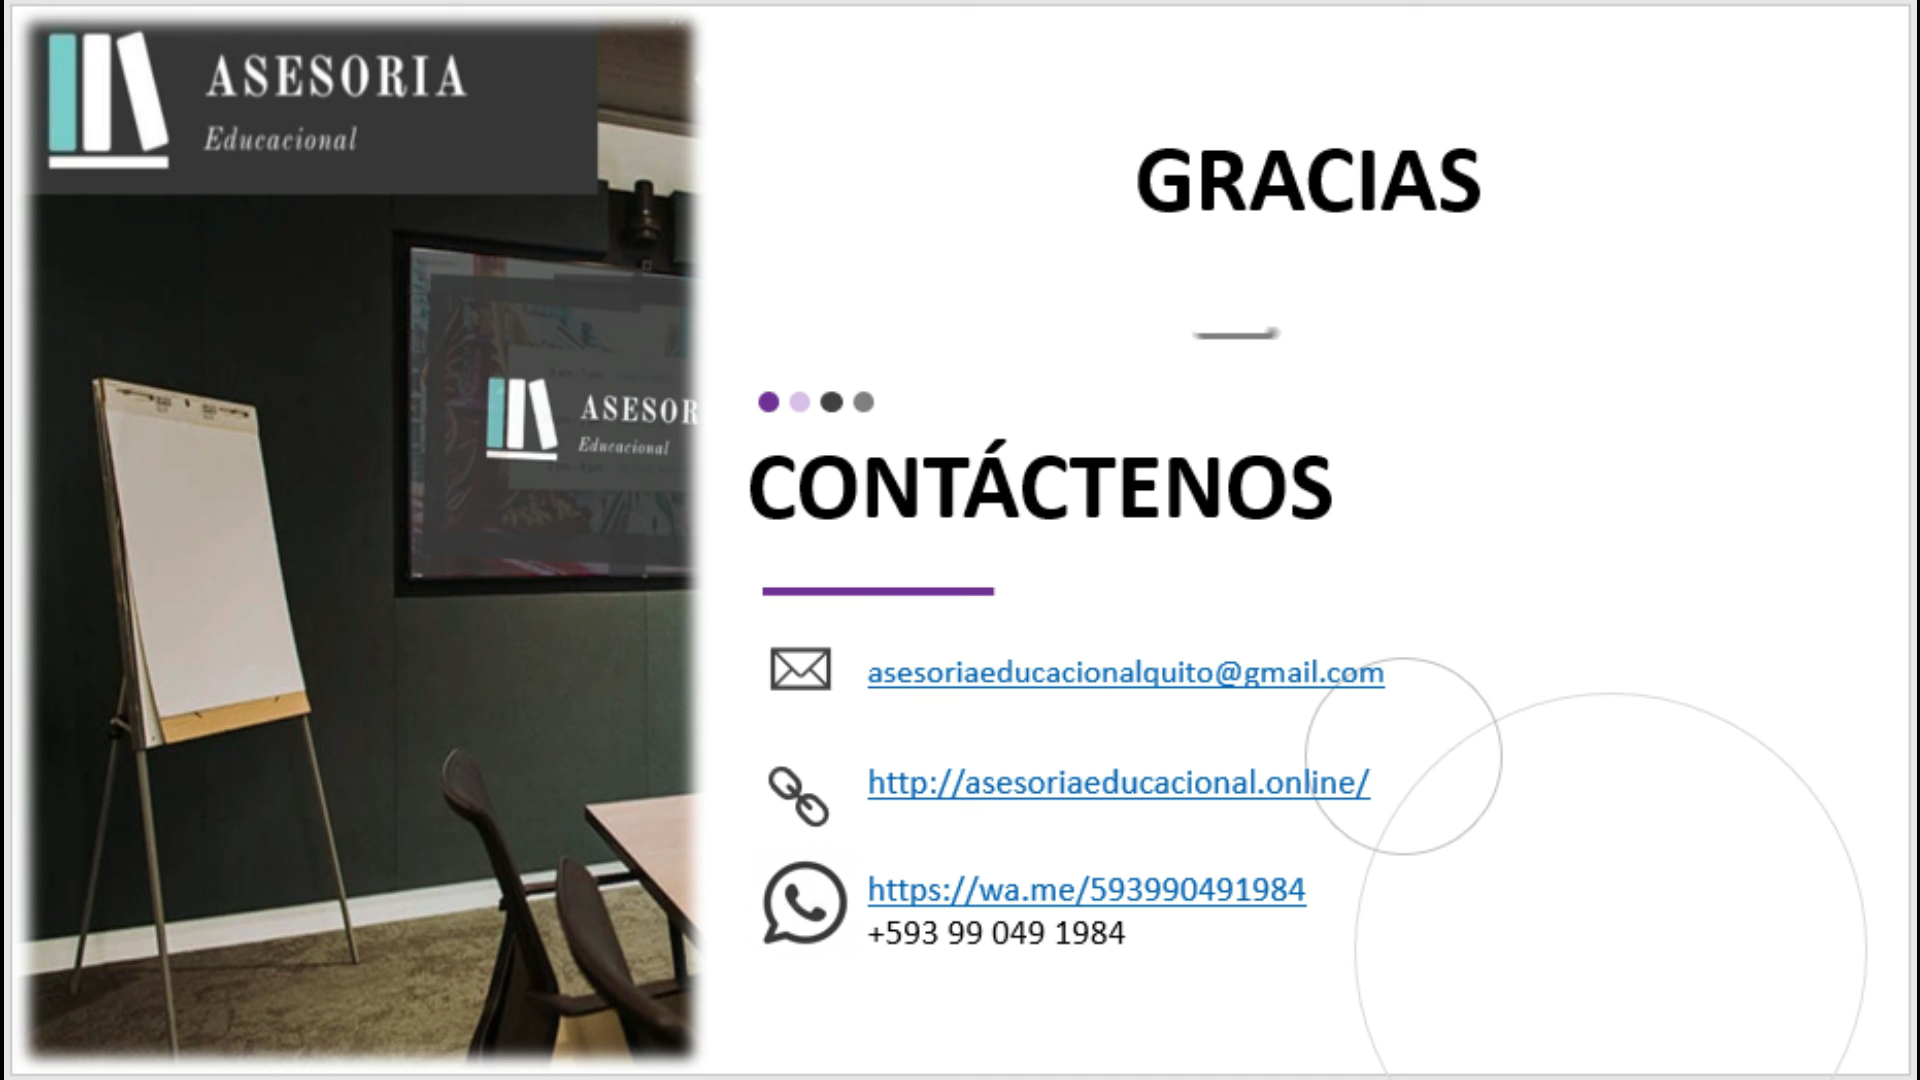 ASESORIA
Educacional
ASESOR
Educacional
GRACIAS
CONTÁCTENOS
asesoriaeducacionalquito@gmail.com
http://asesoriaeducacional.online/
https://wa.me/593990491984
+593 99 049 1984